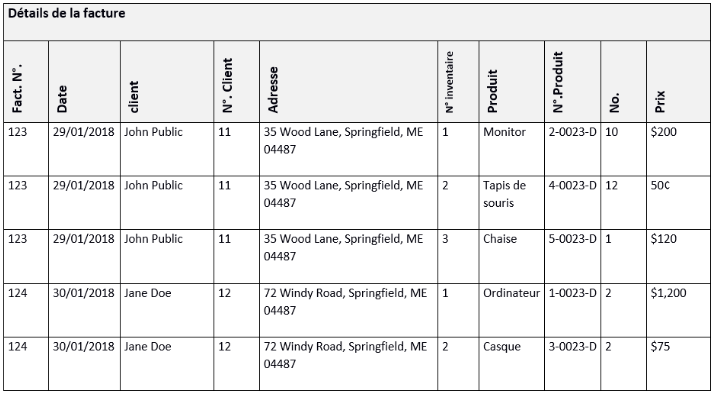 Détails de la facture
Fact. N°. Date client N°. Client Adresse N° inventaire Produit N°.Produit No. Prix
123 29/01/2018 John Public 11 35 Wood Lane, Springfield, ME 1 Monitor 2-0023-D 10 $200
04487
123 29/01/2018 John Public 11 35 Wood Lane, Springfield, ME 2 Tapis de 4-0023-D 12 50¢
04487 souris
123 29/01/2018 John Public 11 35 Wood Lane, Springfield, ME 3 Chaise 5-0023-D 1 $120
04487
124 30/01/2018 Jane Doe 12 72 Windy Road, Springfield, ME 1 Ordinateur 1-0023-D 2 $1,200
04487
124 30/01/2018 Jane Doe 12 72 Windy Road, Springfield, ME 2 Casque 3-0023-D 2 $75
04487